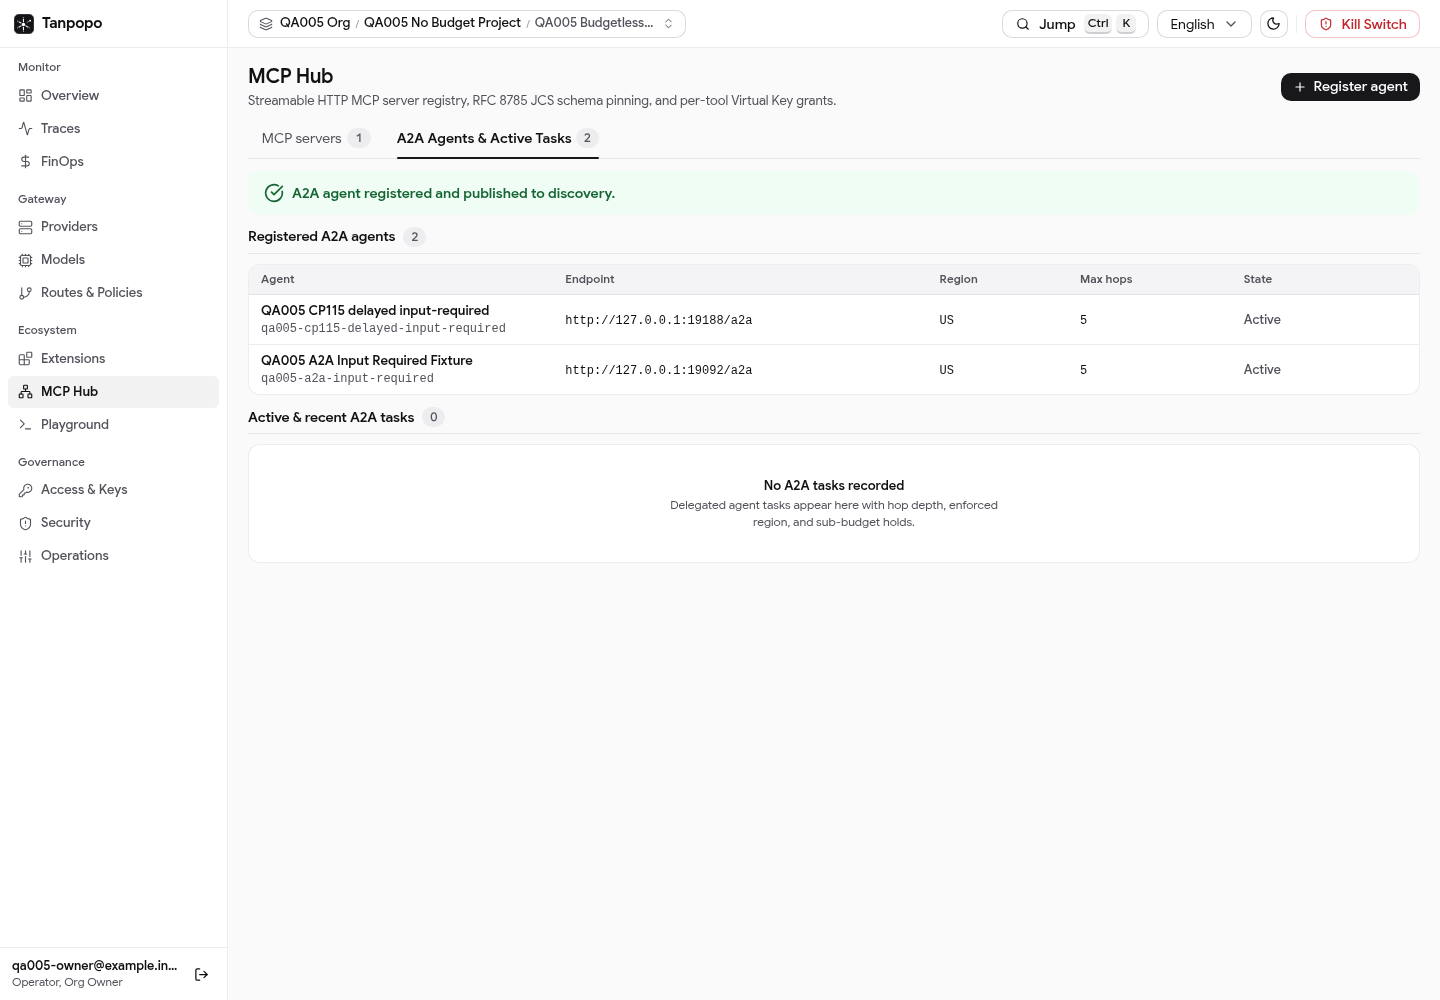 Tanpopo
QA005 Org / QA005 No Budget Project / QA005 Budgetless...
Jump Ctrl K
English
Kill Switch
Monitor
Overview
Traces
FinOps
Gateway
Providers
Models
Routes & Policies
Ecosystem
Extensions
MCP Hub
Playground
Governance
Access & Keys
Security
Operations
qa005-owner@example.in...
Operator, Org Owner
MCP Hub
Streamable HTTP MCP server registry, RFC 8785 JCS schema pinning, and per-tool Virtual Key grants.
Register agent
MCP servers 1
A2A Agents & Active Tasks 2
A2A agent registered and published to discovery.
Registered A2A agents 2
Agent Endpoint Region Max hops State
QA005 CP115 delayed input-required
qa005-cp115-delayed-input-required
http://127.0.0.1:19188/a2a US 5 Active
QA005 A2A Input Required Fixture
qa005-a2a-input-required
http://127.0.0.1:19092/a2a US 5 Active
Active & recent A2A tasks 0
No A2A tasks recorded
Delegated agent tasks appear here with hop depth, enforced
region, and sub-budget holds.